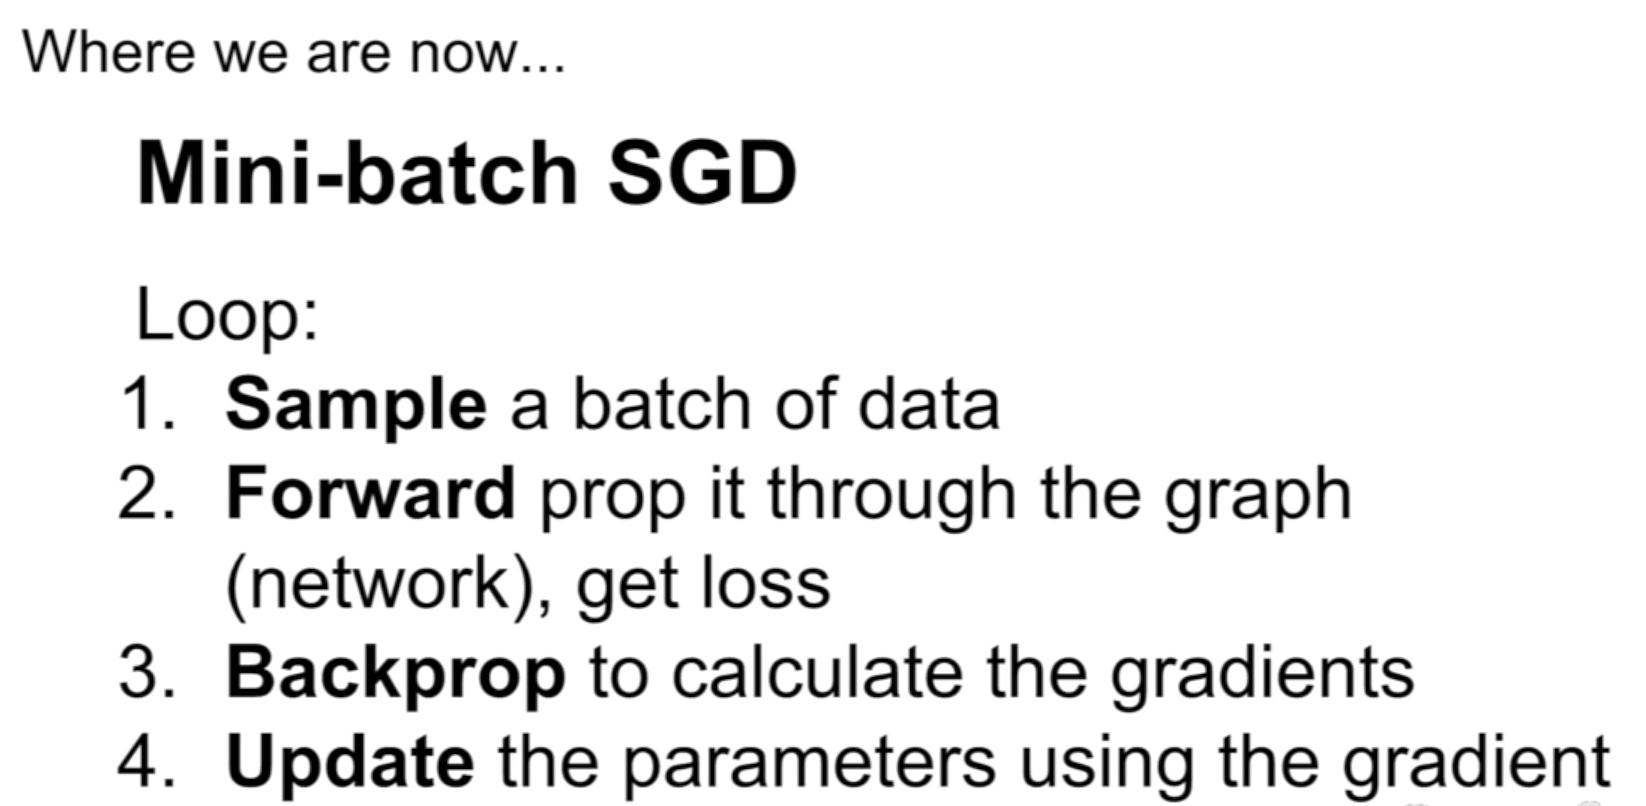 Where we are now...
Mini-batch SGD
Loop:
1. Sample a batch of data
2. Forward prop it through the graph
(network), get loss
3. Backprop to calculate the gradients
4. Update the parameters using the gradient